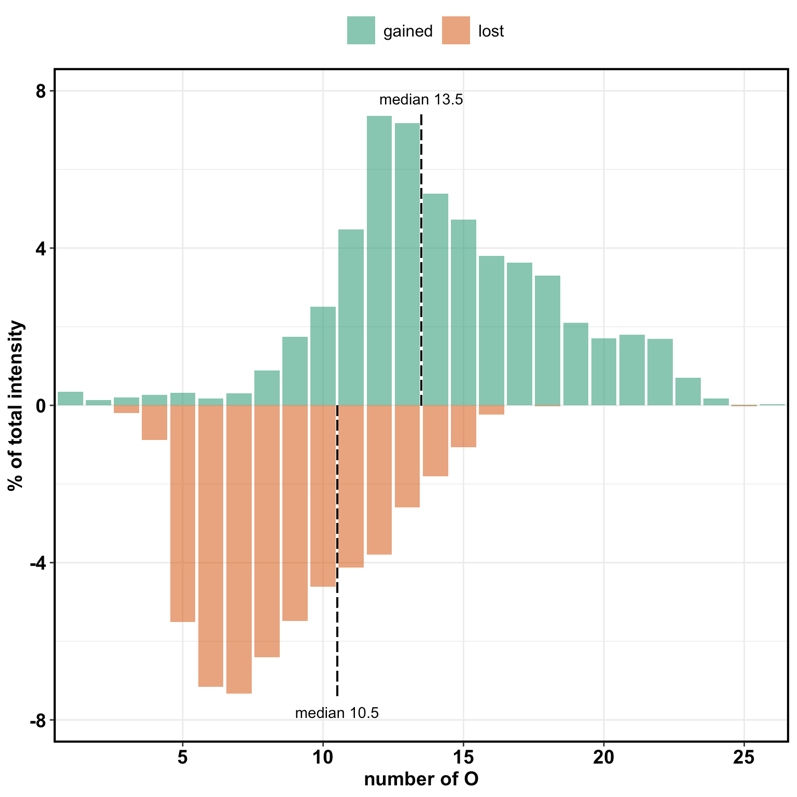 gained lost
8
median 13.5
4
0
-4
median 10.5
-8
% of total intensity
5 10 15 20 25
number of O